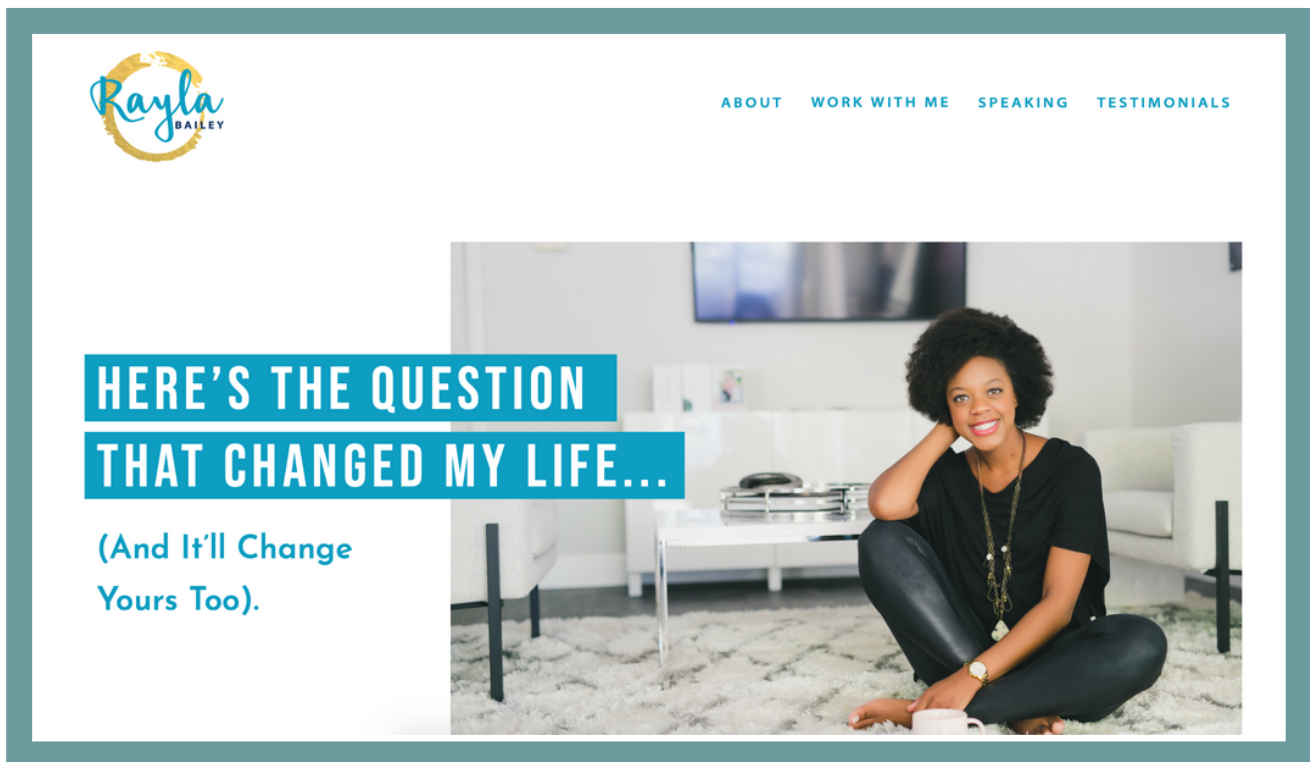 Rayla
BAILEY
ABOUT WORK WITH ME SPEAKING TESTIMONIALS
HERE’S THE QUESTION
THAT CHANGED MY LIFE...
(And It’ll Change
Yours Too).